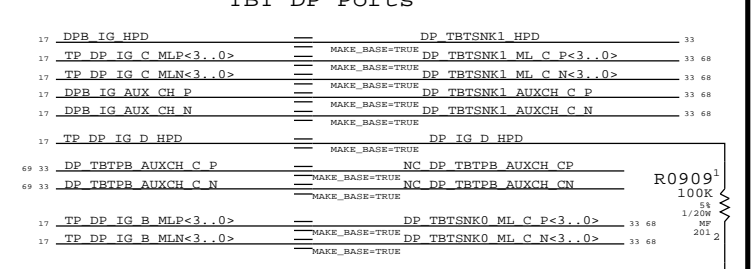 TBT DP Ports
17 DPB_IG_HPD DP_TBTSNK1_HPD 33
MAKE_BASE=TRUE
17 TP_DP_IG_C_MLP<3..0> DP_TBTSNK1_ML_C_P<3..0> 33 68
MAKE_BASE=TRUE
17 TP_DP_IG_C_MLN<3..0> DP_TBTSNK1_ML_C_N<3..0> 33 68
MAKE_BASE=TRUE
17 DPB_IG_AUX_CH_P DP_TBTSNK1_AUXCH_C_P 33 68
MAKE_BASE=TRUE
17 DPB_IG_AUX_CH_N DP_TBTSNK1_AUXCH_C_N 33 68
MAKE_BASE=TRUE
17 TP_DP_IG_D_HPD DP_IG_D_HPD
MAKE_BASE=TRUE
69 33 DP_TBTPB_AUXCH_C_P NC_DP_TBTPB_AUXCH_CP
MAKE_BASE=TRUE
69 33 DP_TBTPB_AUXCH_C_N NC_DP_TBTPB_AUXCH_CN
MAKE_BASE=TRUE
17 TP_DP_IG_B_MLP<3..0> DP_TBTSNK0_ML_C_P<3..0> 33 68
MAKE_BASE=TRUE
17 TP_DP_IG_B_MLN<3..0> DP_TBTSNK0_ML_C_N<3..0> 33 68
MAKE_BASE=TRUE
R0909 1
100K
5%
1/20W
MF
201 2